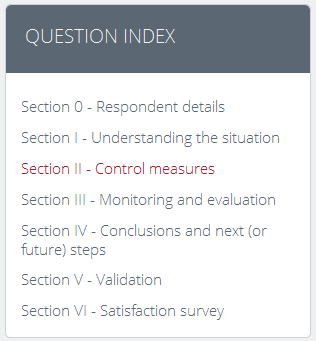 QUESTION INDEX
Section 0 - Respondent details
Section I - Understanding the situation
Section II - Control measures
Section III - Monitoring and evaluation
Section IV - Conclusions and next (or
future) steps
Section V - Validation
Section VI - Satisfaction survey